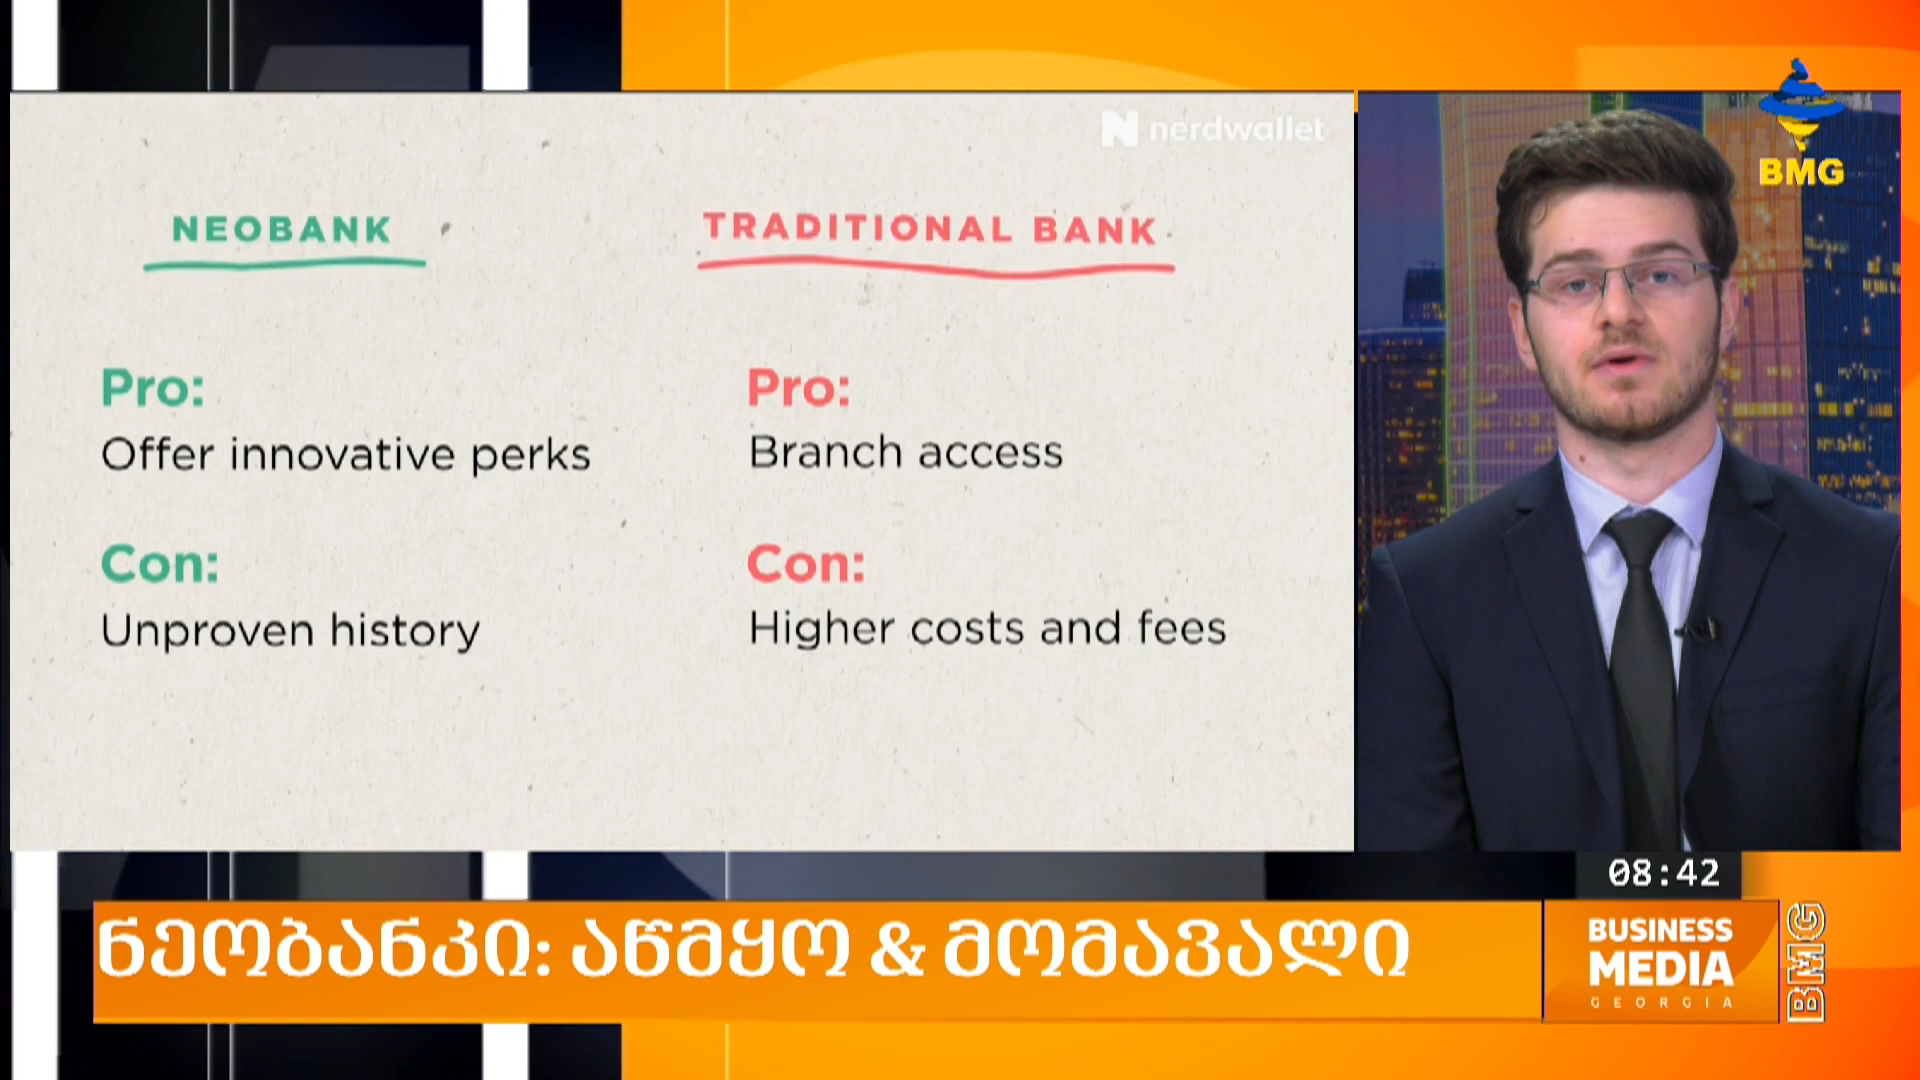 nerdwallet
NEOBANK
TRADITIONAL BANK
Pro:
Offer innovative perks
Pro:
Branch access
Con:
Unproven history
Con:
Higher costs and fees
BMG
08:42
ნეობანკი: აწმყო & მომავალი
BUSINESS
MEDIA
GEORGIA
BMG